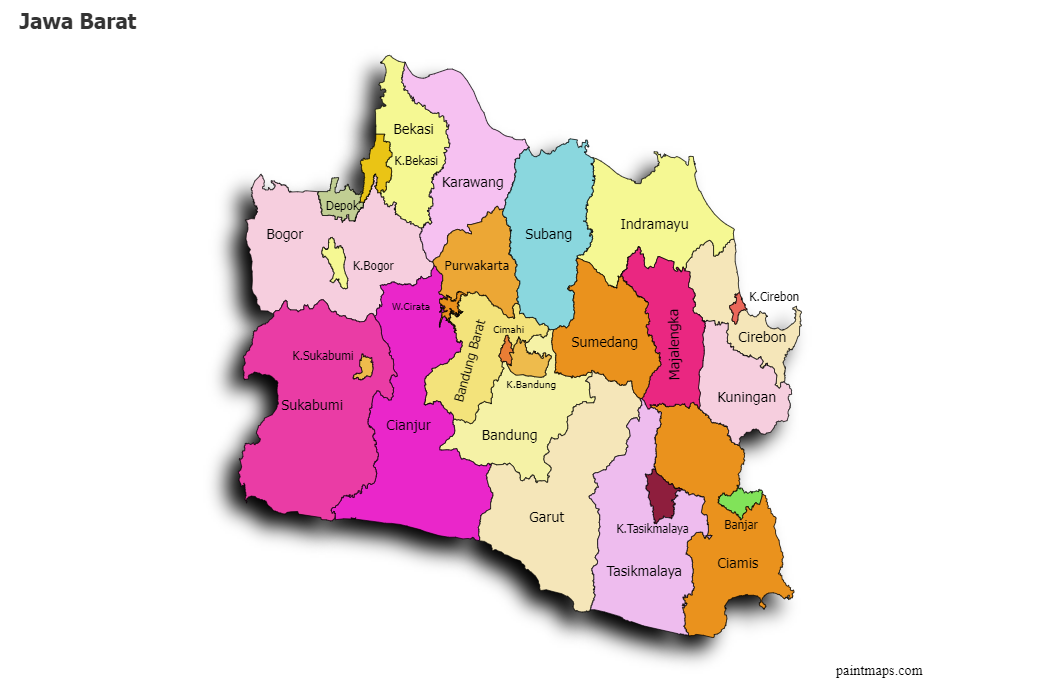 Jawa Barat
Bekasi
K.Bekasi
Karawang
Depok
Bogor
K.Bogor
Subang
Indramayu
Purwakarta
W.Cirata
K.Cirebon
Cimahi
Cirebon
Sumedang
Majalengka
K.Sukabumi
Bandung Barat
K.Bandung
Kuningan
Sukabumi
Cianjur
Bandung
Garut
K.Tasikmalaya
Banjar
Tasikmalaya
Ciamis
paintmaps.com